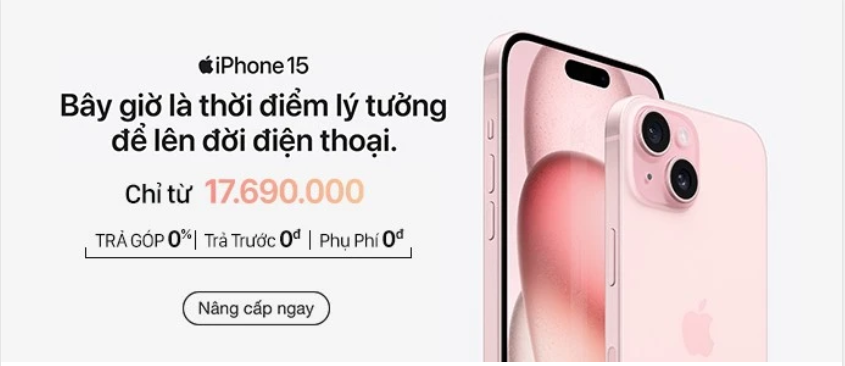 iPhone 15
Bây giờ là thời điểm lý tưởng
để lên đời điện thoại.
Chỉ từ 17.690.000
TRẢ GÓP 0% | Trả Trước 0đ | Phụ Phí 0đ
Nâng cấp ngay